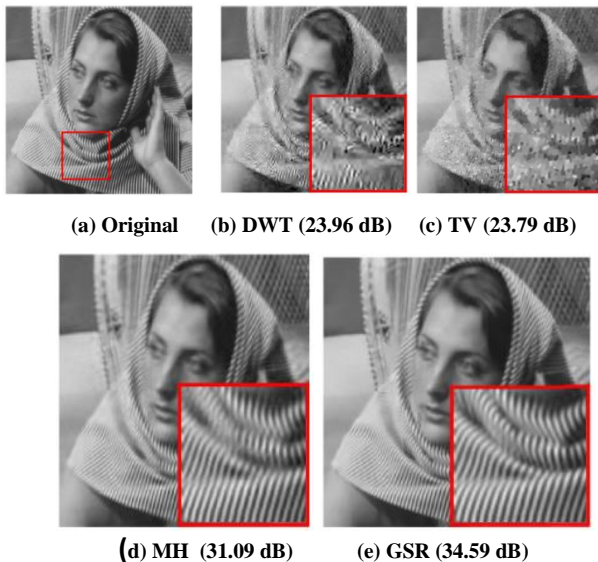 (a) Original (b) DWT (23.96 dB) (c) TV (23.79 dB)
(d) MH (31.09 dB) (e) GSR (34.59 dB)